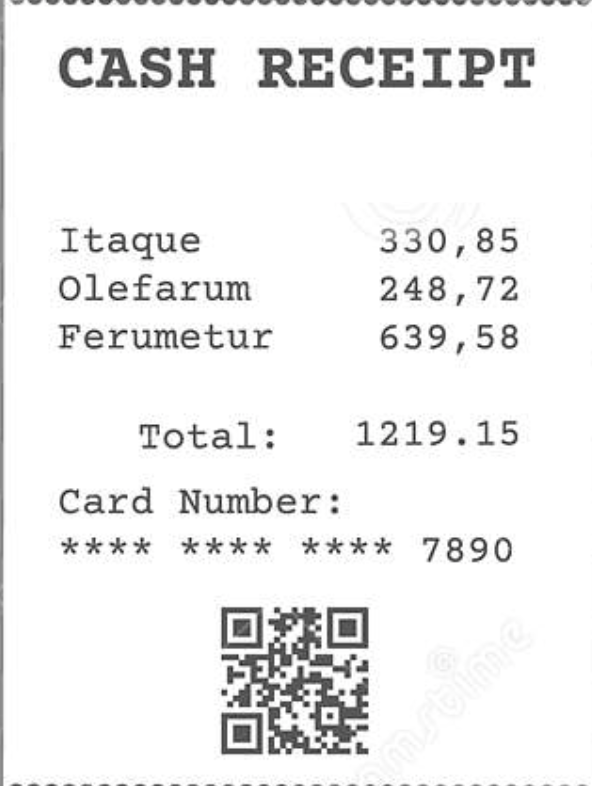 CASH RECEIPT
Itaque 330,85
Olefarum 248,72
Ferumetur 639,58
Total: 1219.15
Card Number:
**** **** **** 7890